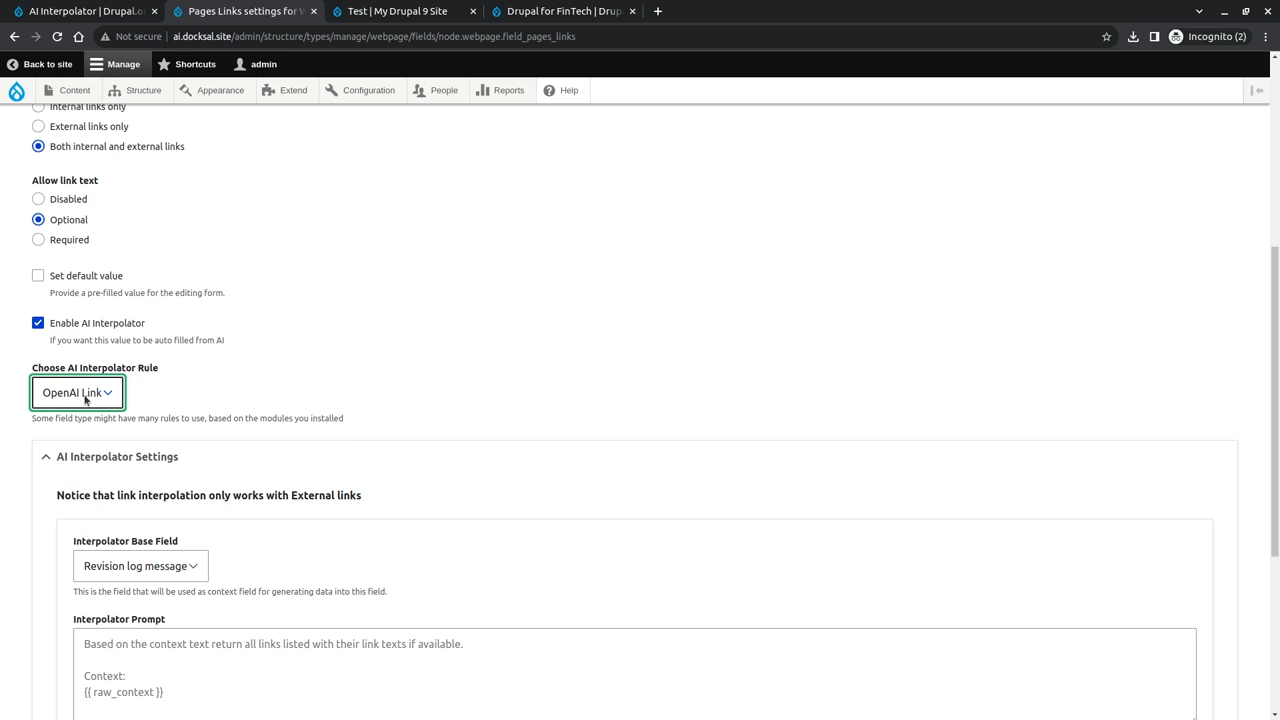 AI Interpolator | Drupal.or
Pages Links settings for W
Test | My Drupal 9 Site
Drupal for FinTech | Drup
Not secure
ai.docksal.site/admin/structure/types/manage/webpage/fields/node.webpage.field_pages_links
Incognito (2)
Back to site
Manage
Shortcuts
admin
Content
Structure
Appearance
Extend
Configuration
People
Reports
Help
Internal links only
External links only
Both internal and external links
Allow link text
Disabled
Optional
Required
Set default value
Provide a pre-filled value for the editing form.
Enable AI Interpolator
If you want this value to be auto filled from AI
Choose AI Interpolator Rule
OpenAI Link
Some field type might have many rules to use, based on the modules you installed
AI Interpolator Settings
Notice that link interpolation only works with External links
Interpolator Base Field
Revision log message
This is the field that will be used as context field for generating data into this field.
Interpolator Prompt
Based on the context text return all links listed with their link texts if available.
Context:
{{ raw_context }}